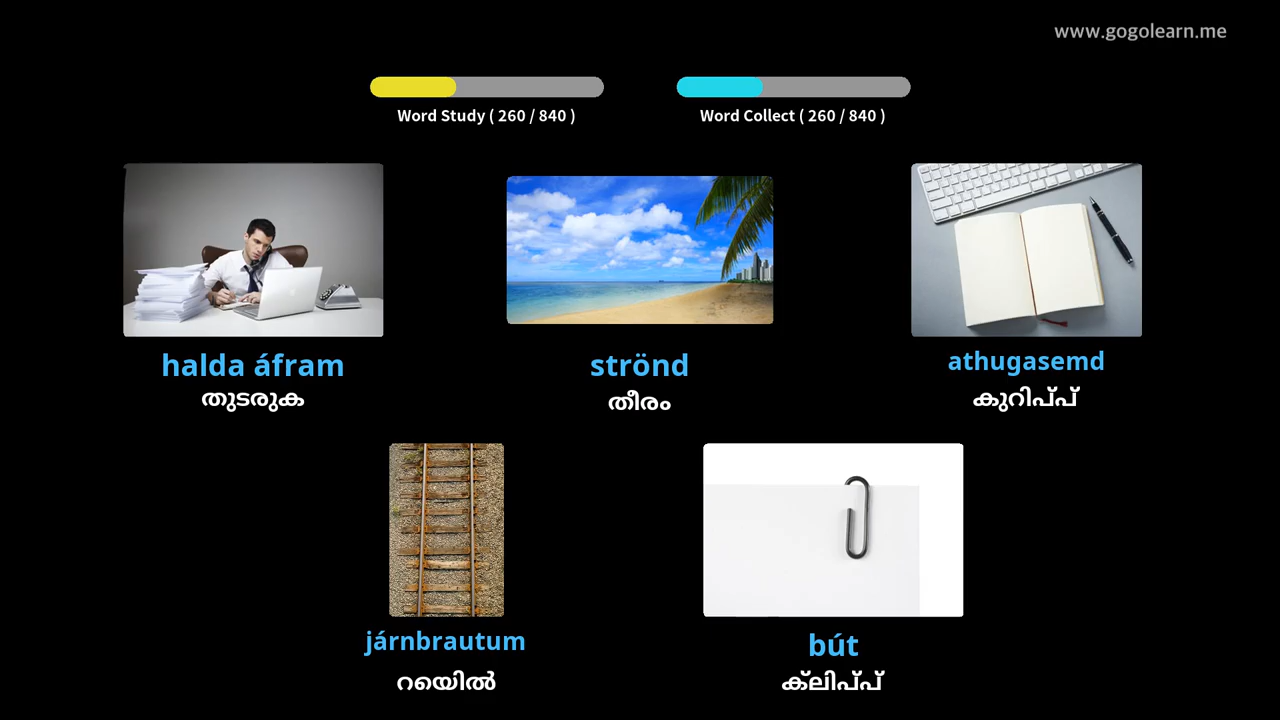 www.gogolearn.me
Word Study ( 260 / 840 )
Word Collect ( 260 / 840 )
halda áfram
തുടരുക
strönd
തീരം
athugasemd
കുറിപ്പ്
járnbrautum
റയിെൽ
bút
ക്ലിപ്പ്